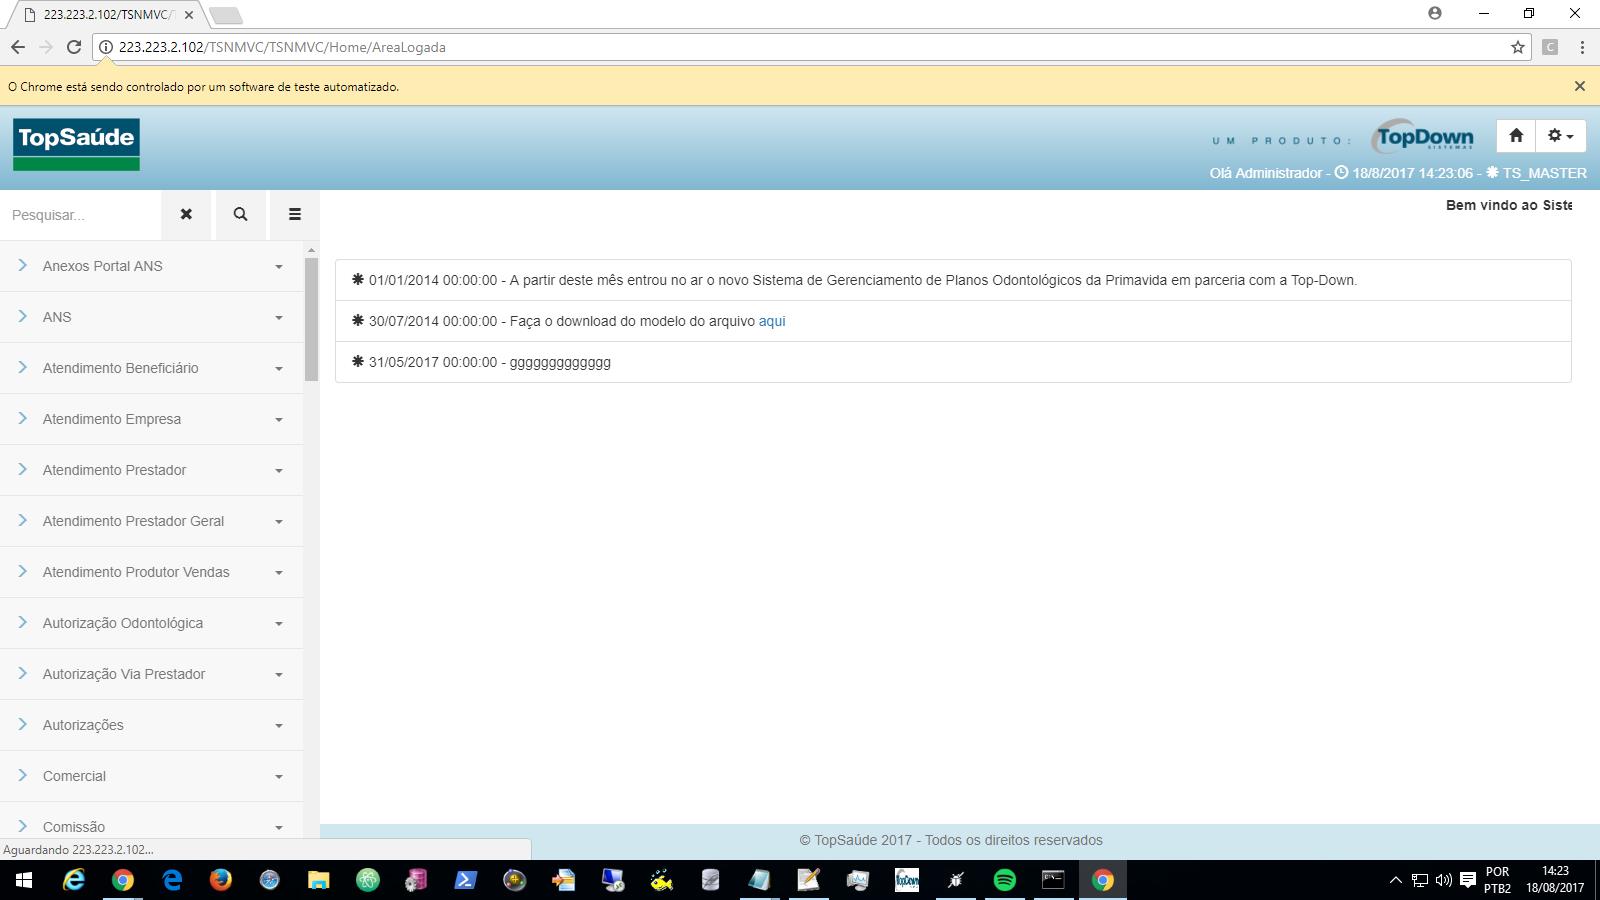 223.223.2.102/TSNMVC/T
223.223.2.102/TSNMVC/TSNMVC/Home/AreaLogada
C
O Chrome está sendo controlado por um software de teste automatizado.
TopSaúde
UM PRODUTO:
TopDown
SISTEMAS
Olá Administrador - 18/8/2017 14:23:06 - TS_MASTER
Pesquisar...
Bem vindo ao Siste
Anexos Portal ANS
ANS
Atendimento Beneficiário
Atendimento Empresa
Atendimento Prestador
Atendimento Prestador Geral
Atendimento Produtor Vendas
Autorização Odontológica
Autorização Via Prestador
Autorizações
Comercial
Comissão
01/01/2014 00:00:00 - A partir deste mês entrou no ar o novo Sistema de Gerenciamento de Planos Odontológicos da Primavida em parceria com a Top-Down.
30/07/2014 00:00:00 - Faça o download do modelo do arquivo aqui
31/05/2017 00:00:00 - ggggggggggggg
© TopSaúde 2017 - Todos os direitos reservados
Aguardando 223.223.2.102...
TopDown
POR
PTB2
14:23
18/08/2017